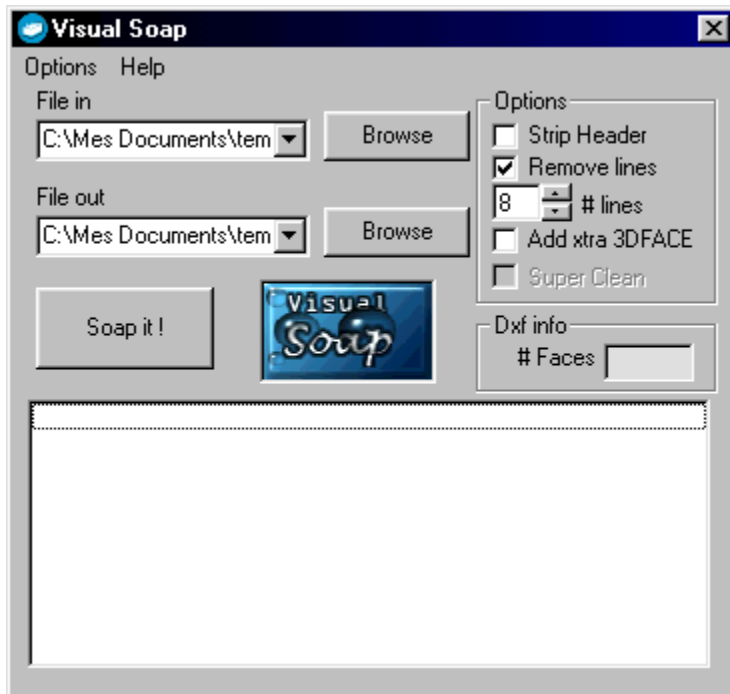 Visual Soap
Options Help
File in
C:\Mes Documents\tem
Browse
File out
C:\Mes Documents\tem
Browse
Options
Strip Header
Remove lines
8 # lines
Add xtra 3DFACE
Super Clean
Soap it !
Visual
Soap
Dxf info
# Faces